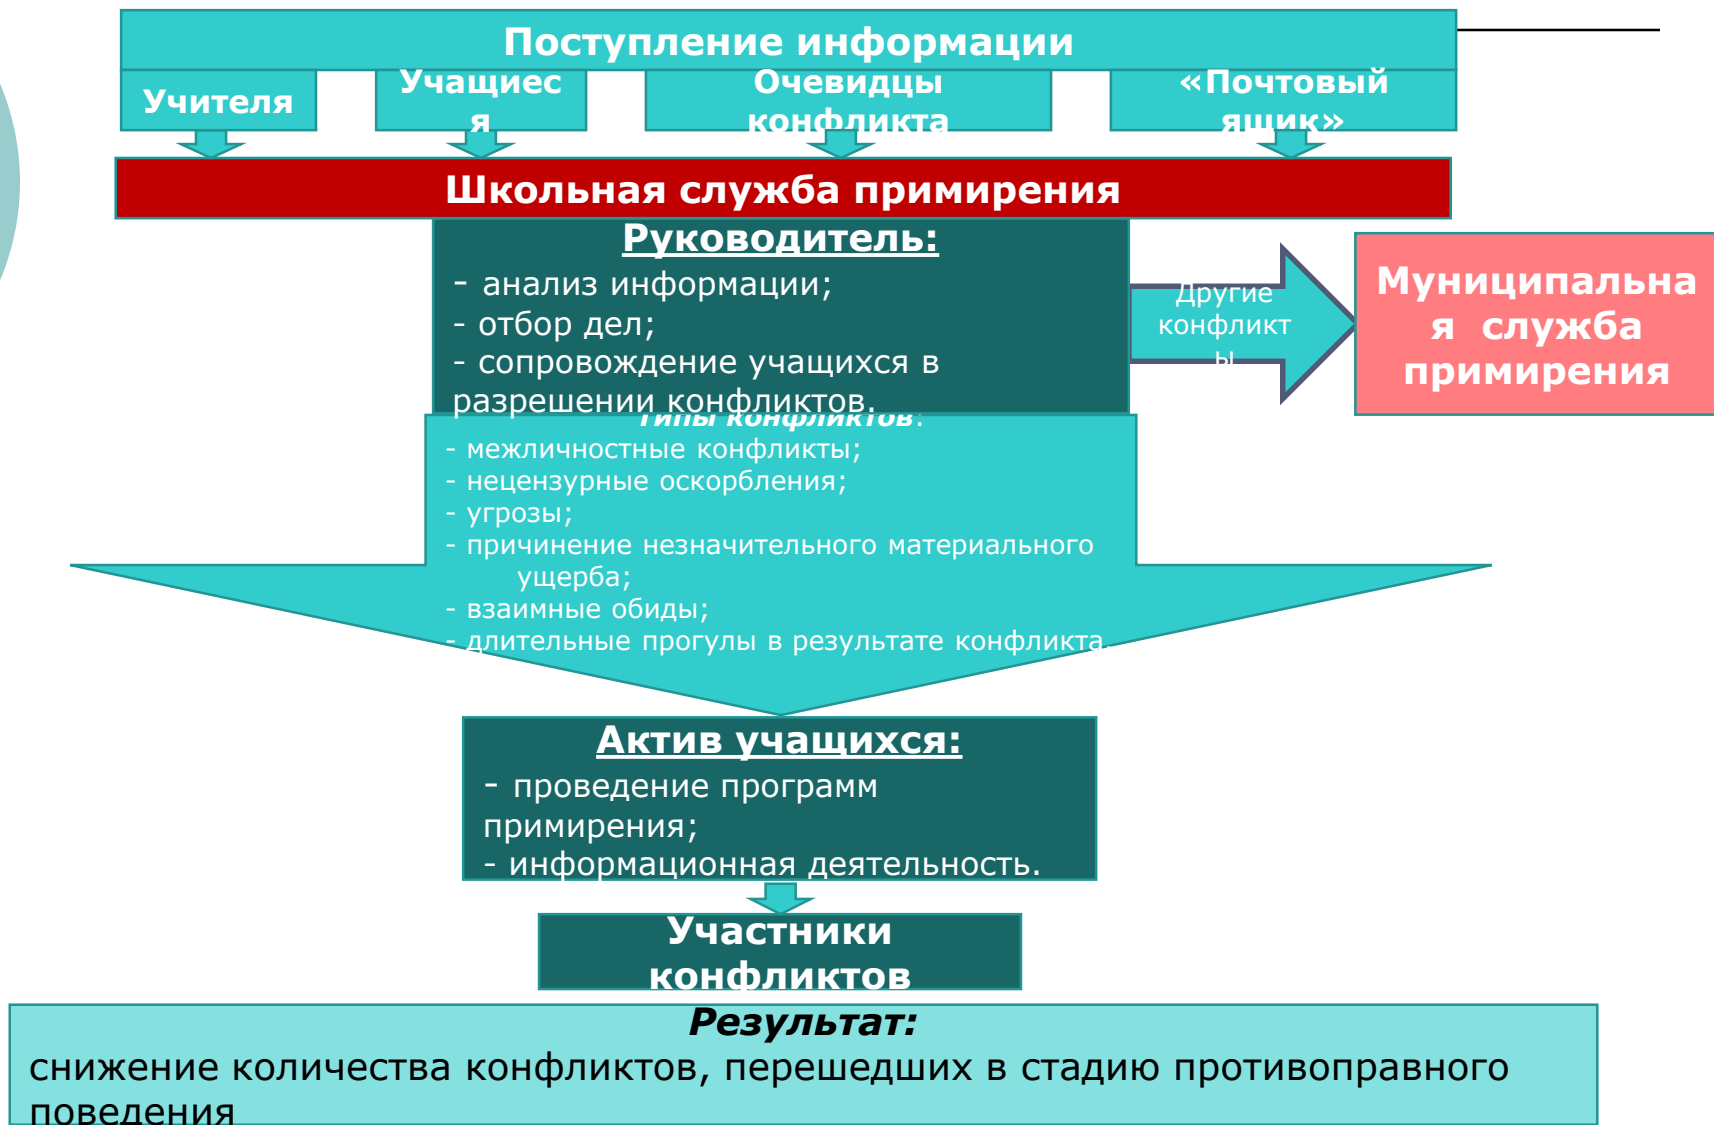 Поступление информации
Учителя
Учащиес
я
Очевидцы
конфликта
«Почтовый
ящик»
Школьная служба примирения
Руководитель:
- анализ информации;
- отбор дел;
- сопровождение учащихся в
разрешении конфликтов.
Другие
конфликт
ы
Муниципальна
я служба
примирения
Типы конфликтов:
- межличностные конфликты;
- нецензурные оскорбления;
- угрозы;
- причинение незначительного материального
ущерба;
- взаимные обиды;
- длительные прогулы в результате конфликта.
Актив учащихся:
- проведение программ
примирения;
- информационная деятельность.
Участники
конфликтов
Результат:
снижение количества конфликтов, перешедших в стадию противоправного
поведения